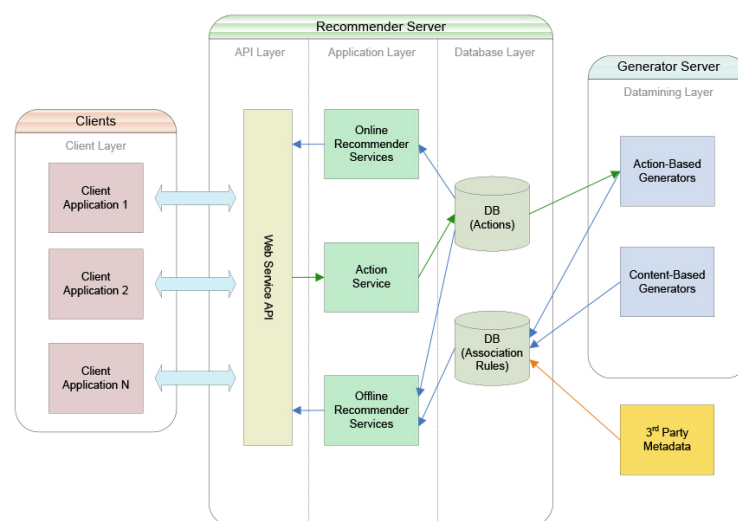 Recommender Server
API Layer
Application Layer
Database Layer
Generator Server
Datamining Layer
Clients
Client Layer
Client
Application 1
Client
Application 2
Client
Application N
Web Service API
Online
Recommender
Services
Action
Service
Offline
Recommender
Services
DB
(Actions)
DB
(Association
Rules)
Action-Based
Generators
Content-Based
Generators
3rd Party
Metadata